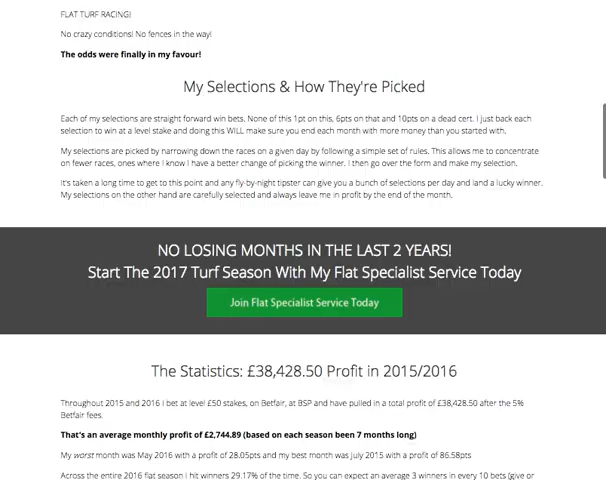 FLAT TURF RACING!
No crazy conditions! No fences in the way!
The odds were finally in my favour!
My Selections & How They're Picked
Each of my selections are straight forward win bets. None of this 1pt on this, 6pts on that and 10pts on a dead cert. I just back each
selection to win at a level stake and doing this WILL make sure you end each month with more money than you started with.
My selections are picked by narrowing down the races on a given day by following a simple set of rules. This allows me to concentrate
on fewer races, ones where I know I have a better change of picking the winner. I then go over the form and make my selection.
It's taken a long time to get to this point and any fly-by-night tipster can give you a bunch of selections per day and land a lucky winner.
My selections on the other hand are carefully selected and always leave me in profit by the end of the month.
NO LOSING MONTHS IN THE LAST 2 YEARS!
Start The 2017 Turf Season With My Flat Specialist Service Today
Join Flat Specialist Service Today
The Statistics: £38,428.50 Profit in 2015/2016
Throughout 2015 and 2016 I bet at level £50 stakes, on Betfair, at BSP and have pulled in a total profit of £38,428.50 after the 5%
Betfair fees.
That's an average monthly profit of £2,744.89 (based on each season been 7 months long)
My worst month was May 2016 with a profit of 28.05pts and my best month was July 2015 with a profit of 86.58pts
Across the entire 2016 flat season I hit winners 29.17% of the time. So you can expect an average 3 winners in every 10 bets (give or